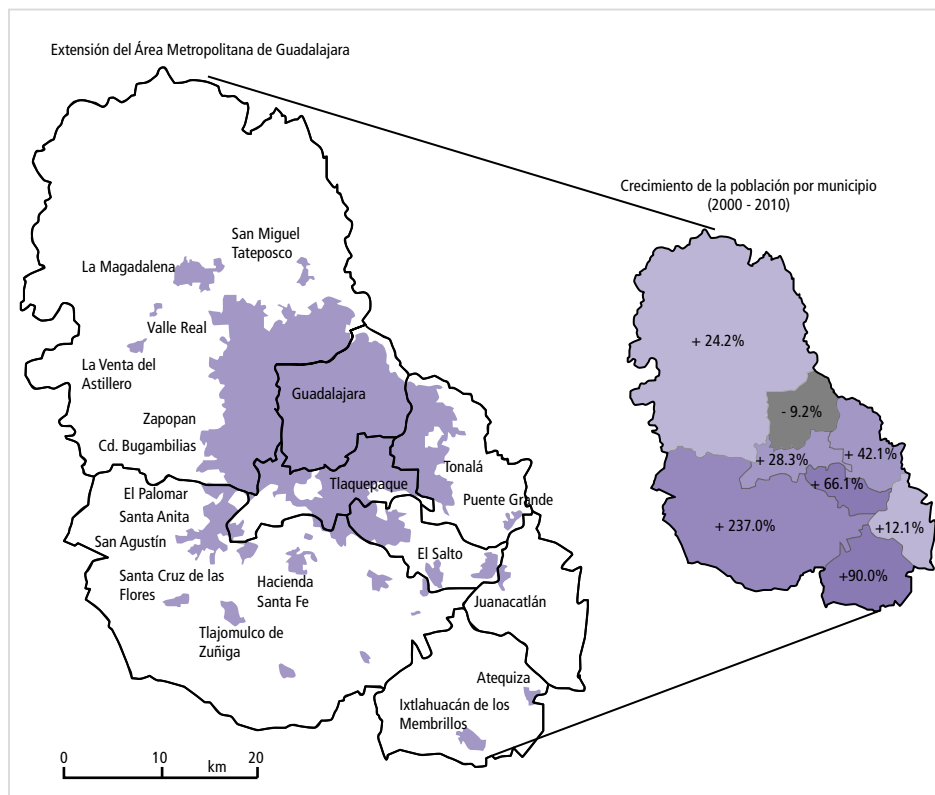 Extensión del Área Metropolitana de Guadalajara
San Miguel
Tateposco
La Magadalena
Valle Real
La Venta del
Astillero
Guadalajara
Zapopan
Cd. Bugambilias
Tonalá
Tlaquepaque
El Palomar
Puente Grande
Santa Anita
San Agustín
El Salto
Santa Cruz de las
Flores
Hacienda
Santa Fe
Juanacatlán
Tlajomulco de
Zuñiga
Atequiza
Ixtlahuacán de los
Membrillos
0 10 20
km
Crecimiento de la población por municipio
(2000 - 2010)
+ 24.2%
- 9.2%
+ 42.1%
+ 28.3%
+ 66.1%
+ 237.0%
+12.1%
+90.0%